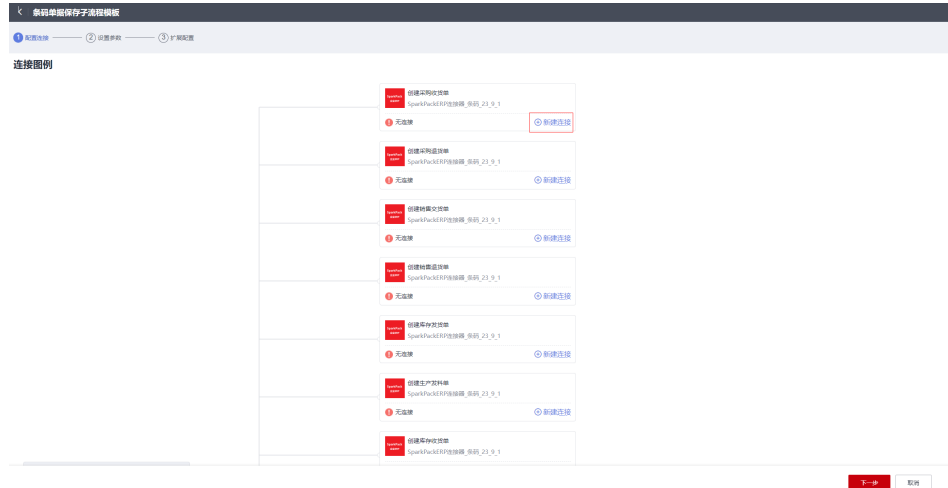 条码单据保存子流程模板
1 配置连接 2 设置参数 3 扩展配置
连接图例
创建采购收货单
SparkPackERP连接器_条码_23_9_1
无连接 新建连接
创建采购退货单
SparkPackERP连接器_条码_23_9_1
无连接 新建连接
创建销售交货单
SparkPackERP连接器_条码_23_9_1
无连接 新建连接
创建销售退货单
SparkPackERP连接器_条码_23_9_1
无连接 新建连接
创建库存发货单
SparkPackERP连接器_条码_23_9_1
无连接 新建连接
创建生产发料单
SparkPackERP连接器_条码_23_9_1
无连接 新建连接
创建库存收货单
SparkPackERP连接器_条码_23_9_1
下一步 取消